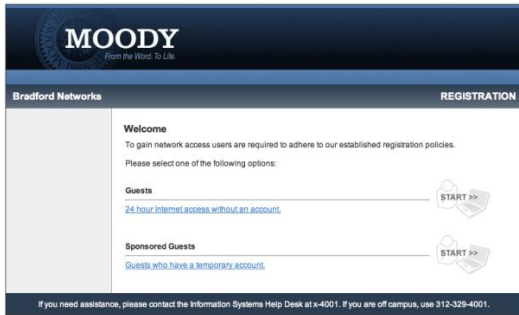 MOODY
From the Word. To Life.
Bradford Networks
REGISTRATION
Welcome
To gain network access users are required to adhere to our established registration policies.
Please select one of the following options:
Guests
START >>
24 hour Internet access without an account.
Sponsored Guests
START >>
Guests who have a temporary account.
If you need assistance, please contact the Information Systems Help Desk at x-4001. If you are off campus, use 312-329-4001.